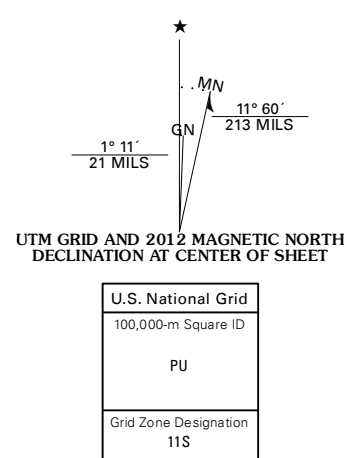 ★
MN
11° 60´
213 MILS
GN
1° 11´
21 MILS
UTM GRID AND 2012 MAGNETIC NORTH
DECLINATION AT CENTER OF SHEET
U.S. National Grid
100,000-m Square ID
PU
Grid Zone Designation
11S